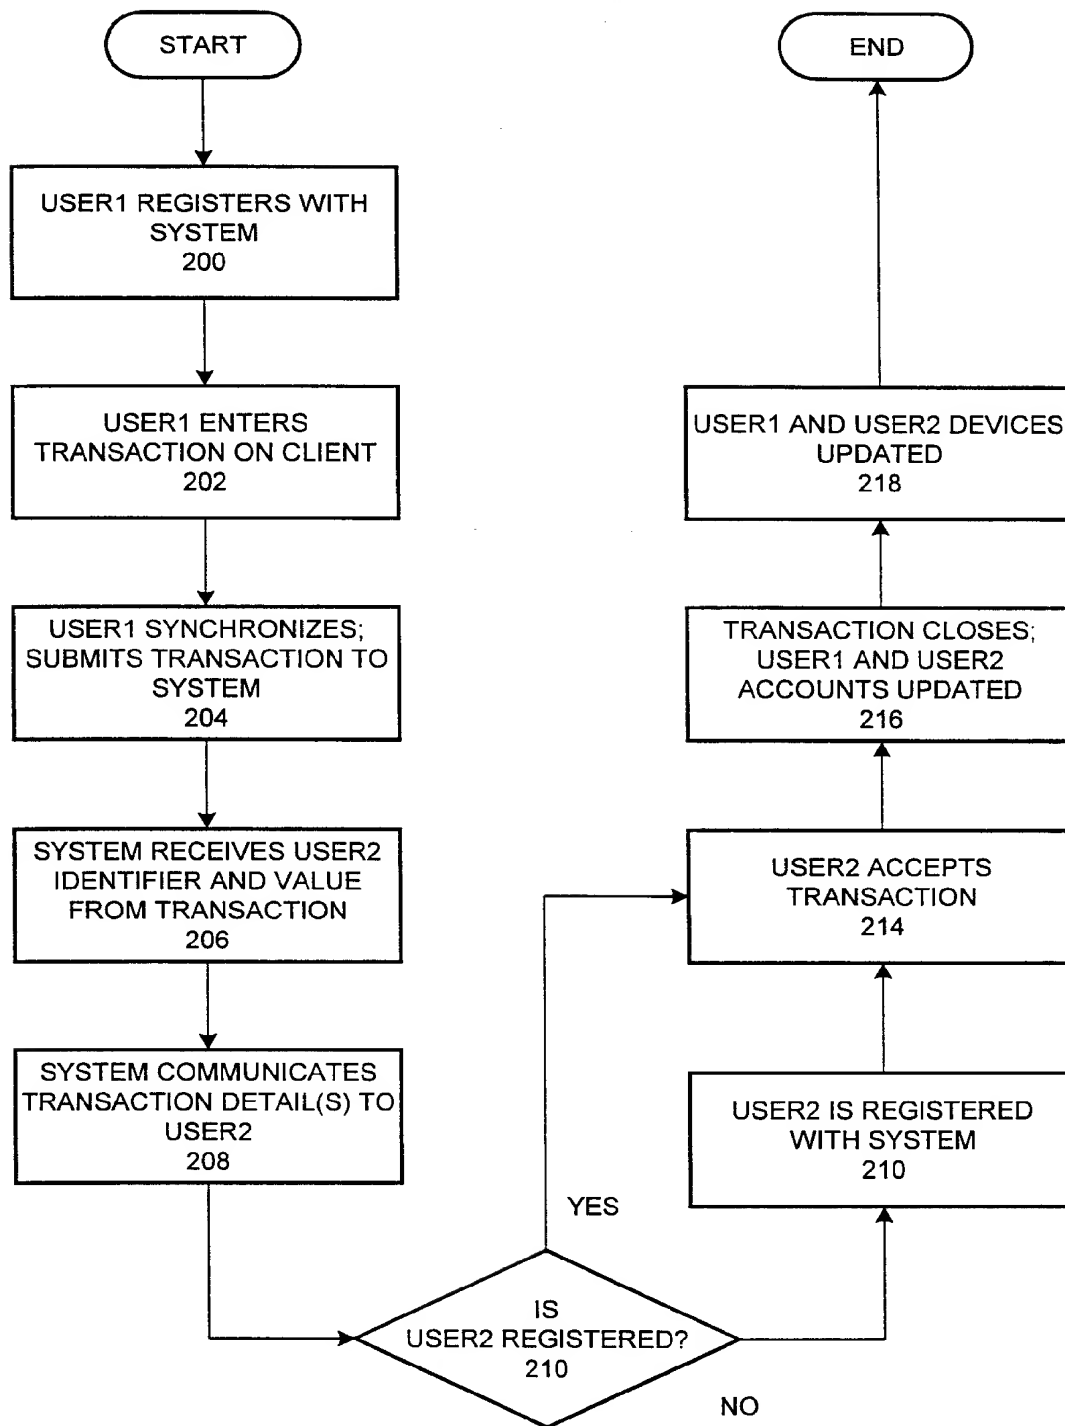 START
USER1 REGISTERS WITH
SYSTEM
200
USER1 ENTERS
TRANSACTION ON CLIENT
202
USER1 SYNCHRONIZES;
SUBMITS TRANSACTION TO
SYSTEM
204
SYSTEM RECEIVES USER2
IDENTIFIER AND VALUE
FROM TRANSACTION
206
SYSTEM COMMUNICATES
TRANSACTION DETAIL(S) TO
USER2
208
IS
USER2 REGISTERED?
210
YES
NO
USER2 IS REGISTERED
WITH SYSTEM
210
USER2 ACCEPTS
TRANSACTION
214
TRANSACTION CLOSES;
USER1 AND USER2
ACCOUNTS UPDATED
216
USER1 AND USER2 DEVICES
UPDATED
218
END